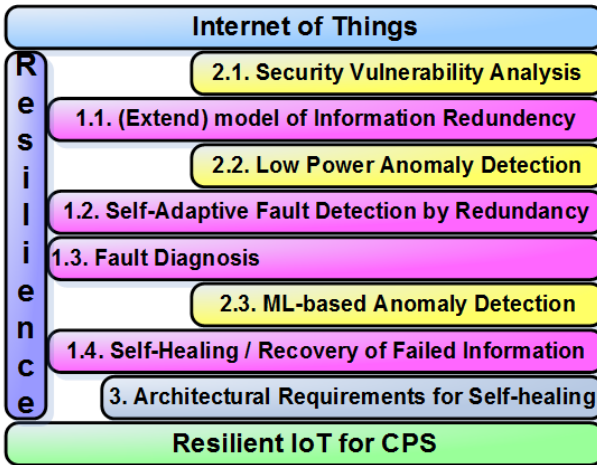 Internet of Things
Resilience
2.1. Security Vulnerability Analysis
1.1. (Extend) model of Information Redundency
2.2. Low Power Anomaly Detection
1.2. Self-Adaptive Fault Detection by Redundancy
1.3. Fault Diagnosis
2.3. ML-based Anomaly Detection
1.4. Self-Healing / Recovery of Failed Information
3. Architectural Requirements for Self-healing
Resilient IoT for CPS